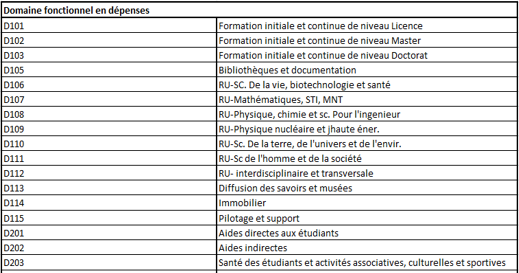 Domaine fonctionnel en dépenses
D101 Formation initiale et continue de niveau Licence
D102 Formation initiale et continue de niveau Master
D103 Formation initiale et continue de niveau Doctorat
D105 Bibliothèques et documentation
D106 RU-SC. De la vie, biotechnologie et santé
D107 RU-Mathématiques, STI, MNT
D108 RU-Physique, chimie et sc. Pour l'ingenieur
D109 RU-Physique nucléaire et jhaute éner.
D110 RU-Sc. De la terre, de l'univers et de l'envir.
D111 RU-Sc de l'homme et de la société
D112 RU- interdisciplinaire et transversale
D113 Diffusion des savoirs et musées
D114 Immobilier
D115 Pilotage et support
D201 Aides directes aux étudiants
D202 Aides indirectes
D203 Santé des étudiants et activités associatives, culturelles et sportives